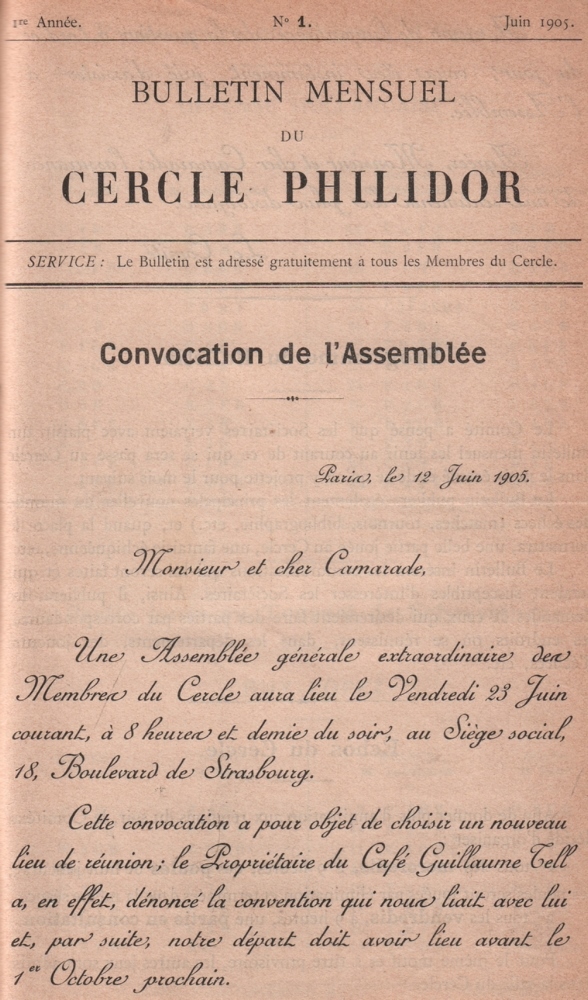 1re Année.
N° 1.
Juin 1905.
BULLETIN MENSUEL
DU
CERCLE PHILIDOR
SERVICE : Le Bulletin est adressé gratuitement à tous les Membres du Cercle.
Convocation de l'Assemblée
Paris, le 12 Juin 1905.
Monsieur et cher Camarade,
Une Assemblée générale extraordinaire des
Membres du Cercle aura lieu le Vendredi 23 Juin
courant, à 8 heures et demie du soir, au Siège social,
18, Boulevard de Strasbourg.
Cette convocation a pour objet de choisir un nouveau
lieu de réunion ; le Propriétaire du Café Guillaume Tell
a, en effet, dénoncé la convention qui nous liait avec lui
et, par suite, notre départ doit avoir lieu avant le
1er Octobre prochain.